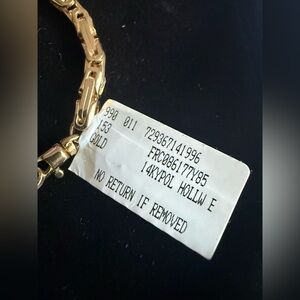 990 011 729367141996
153 FRC086177Y85
GOLD 14KYPOL HOLLW E
NO RETURN IF REMOVED